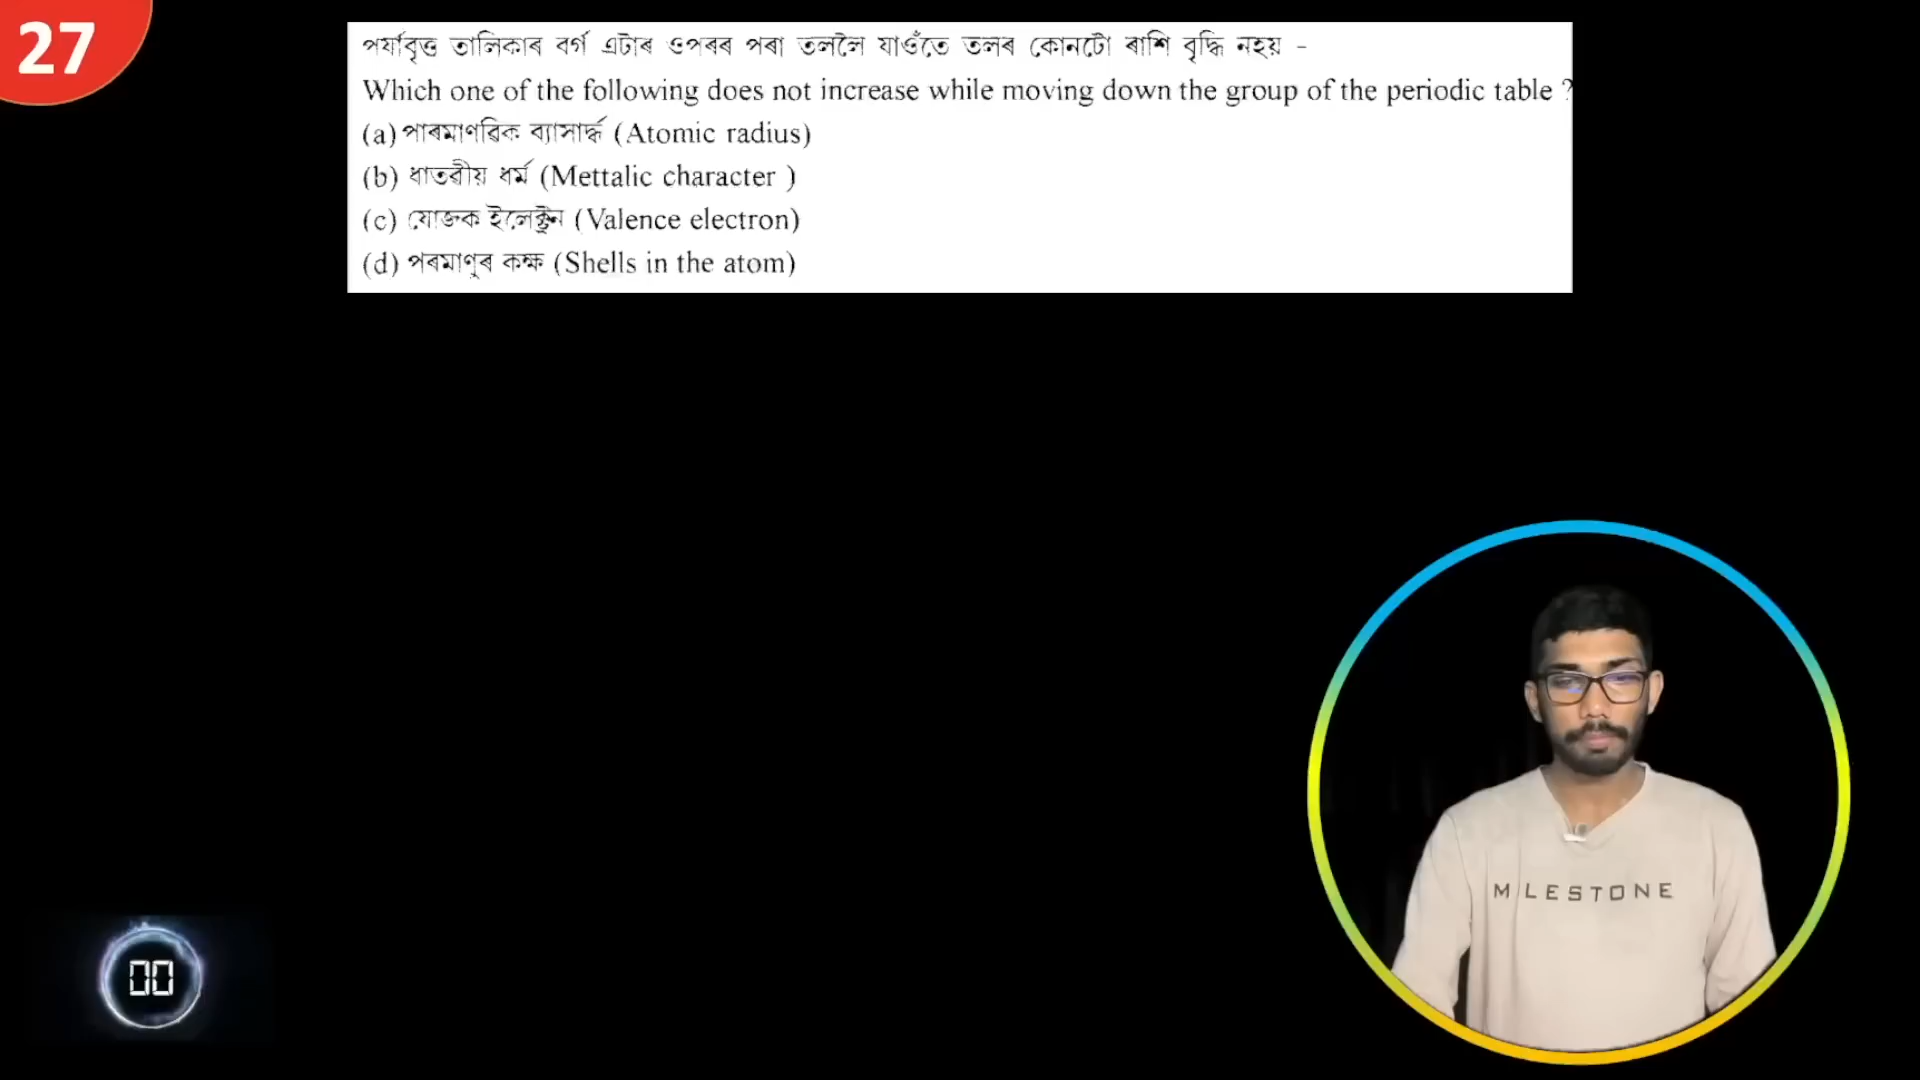 27
পৰ্যাবৃত্ত তালিকাৰ বৰ্গ এটাৰ ওপৰৰ পৰা তললৈ যাওঁতে তলৰ কোনটো ৰাশি বৃদ্ধি নহয় -
Which one of the following does not increase while moving down the group of the periodic table ?
(a) পাৰমাণৱিক ব্যাসাৰ্দ্ধ (Atomic radius)
(b) ধাতৱীয় ধৰ্ম (Mettalic character )
(c) যোজক ইলেক্ট্ৰন (Valence electron)
(d) পৰমাণুৰ কক্ষ (Shells in the atom)
MILESTONE
00